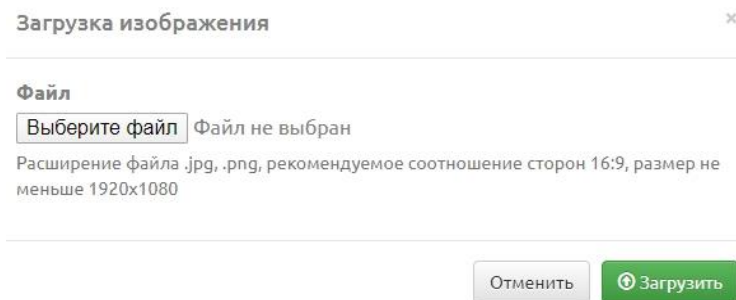 Загрузка изображения
×
Файл
Выберите файл Файл не выбран
Расширение файла .jpg, .png, рекомендуемое соотношение сторон 16:9, размер не
меньше 1920x1080
Отменить Загрузить